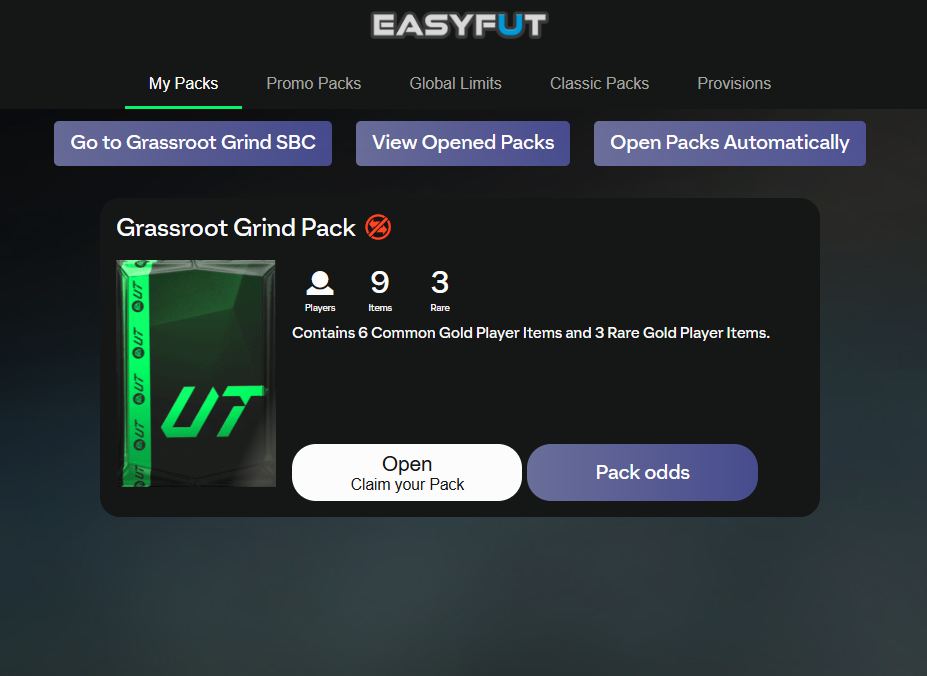 EASYFUT
My Packs
Promo Packs
Global Limits
Classic Packs
Provisions
Go to Grassroot Grind SBC
View Opened Packs
Open Packs Automatically
Grassroot Grind Pack
UT
UT
UT
UT
UT
UT
9
3
Players
Items
Rare
Contains 6 Common Gold Player Items and 3 Rare Gold Player Items.
Open
Claim your Pack
Pack odds